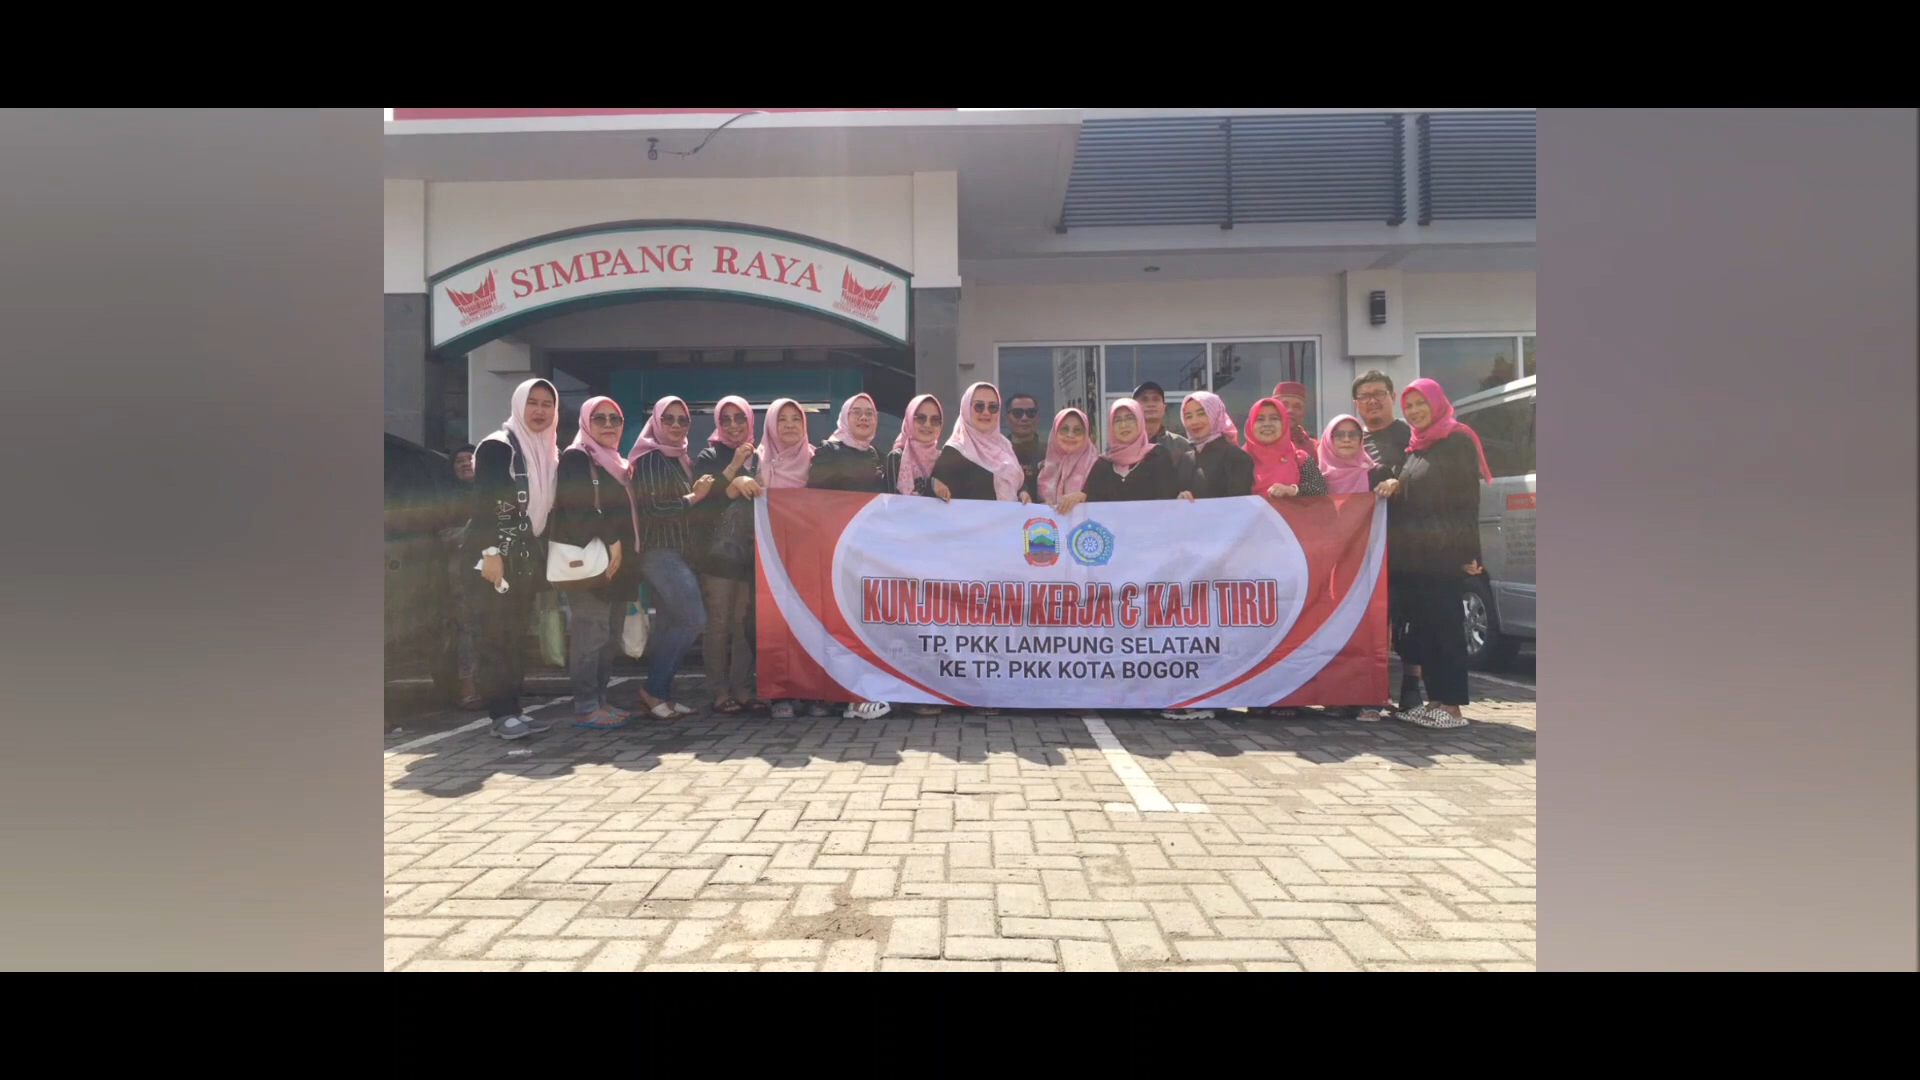 SIMPANG RAYA
KUNJUNGAN KERJA & KAJI TIRU
TP. PKK LAMPUNG SELATAN
KE TP. PKK KOTA BOGOR